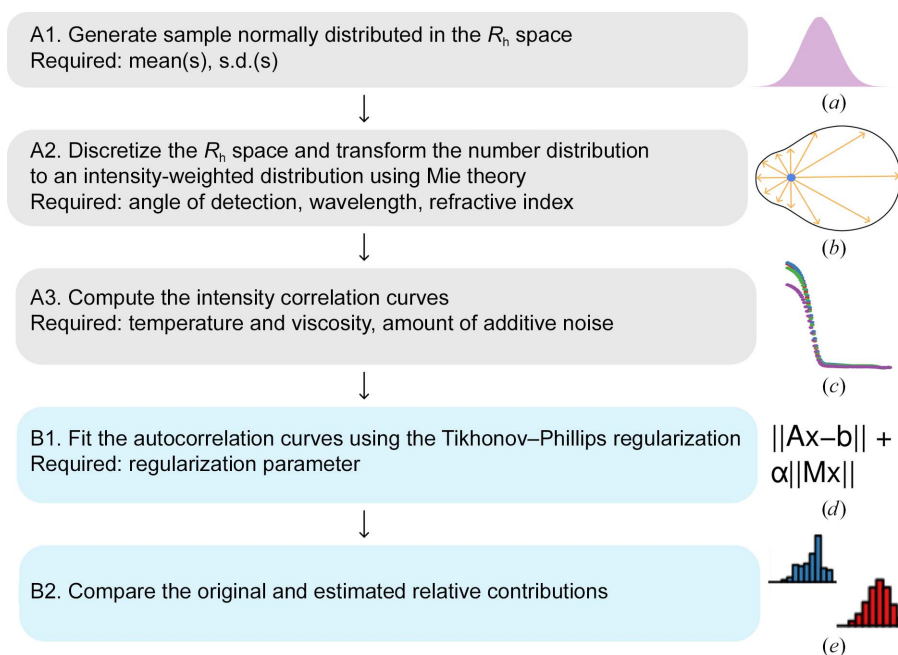 A1. Generate sample normally distributed in the Rh space
Required: mean(s), s.d.(s)
(a)
A2. Discretize the Rh space and transform the number distribution
to an intensity-weighted distribution using Mie theory
Required: angle of detection, wavelength, refractive index
(b)
A3. Compute the intensity correlation curves
Required: temperature and viscosity, amount of additive noise
(c)
B1. Fit the autocorrelation curves using the Tikhonov–Phillips regularization
Required: regularization parameter
||Ax–b|| +
α||Mx||
(d)
B2. Compare the original and estimated relative contributions
(e)